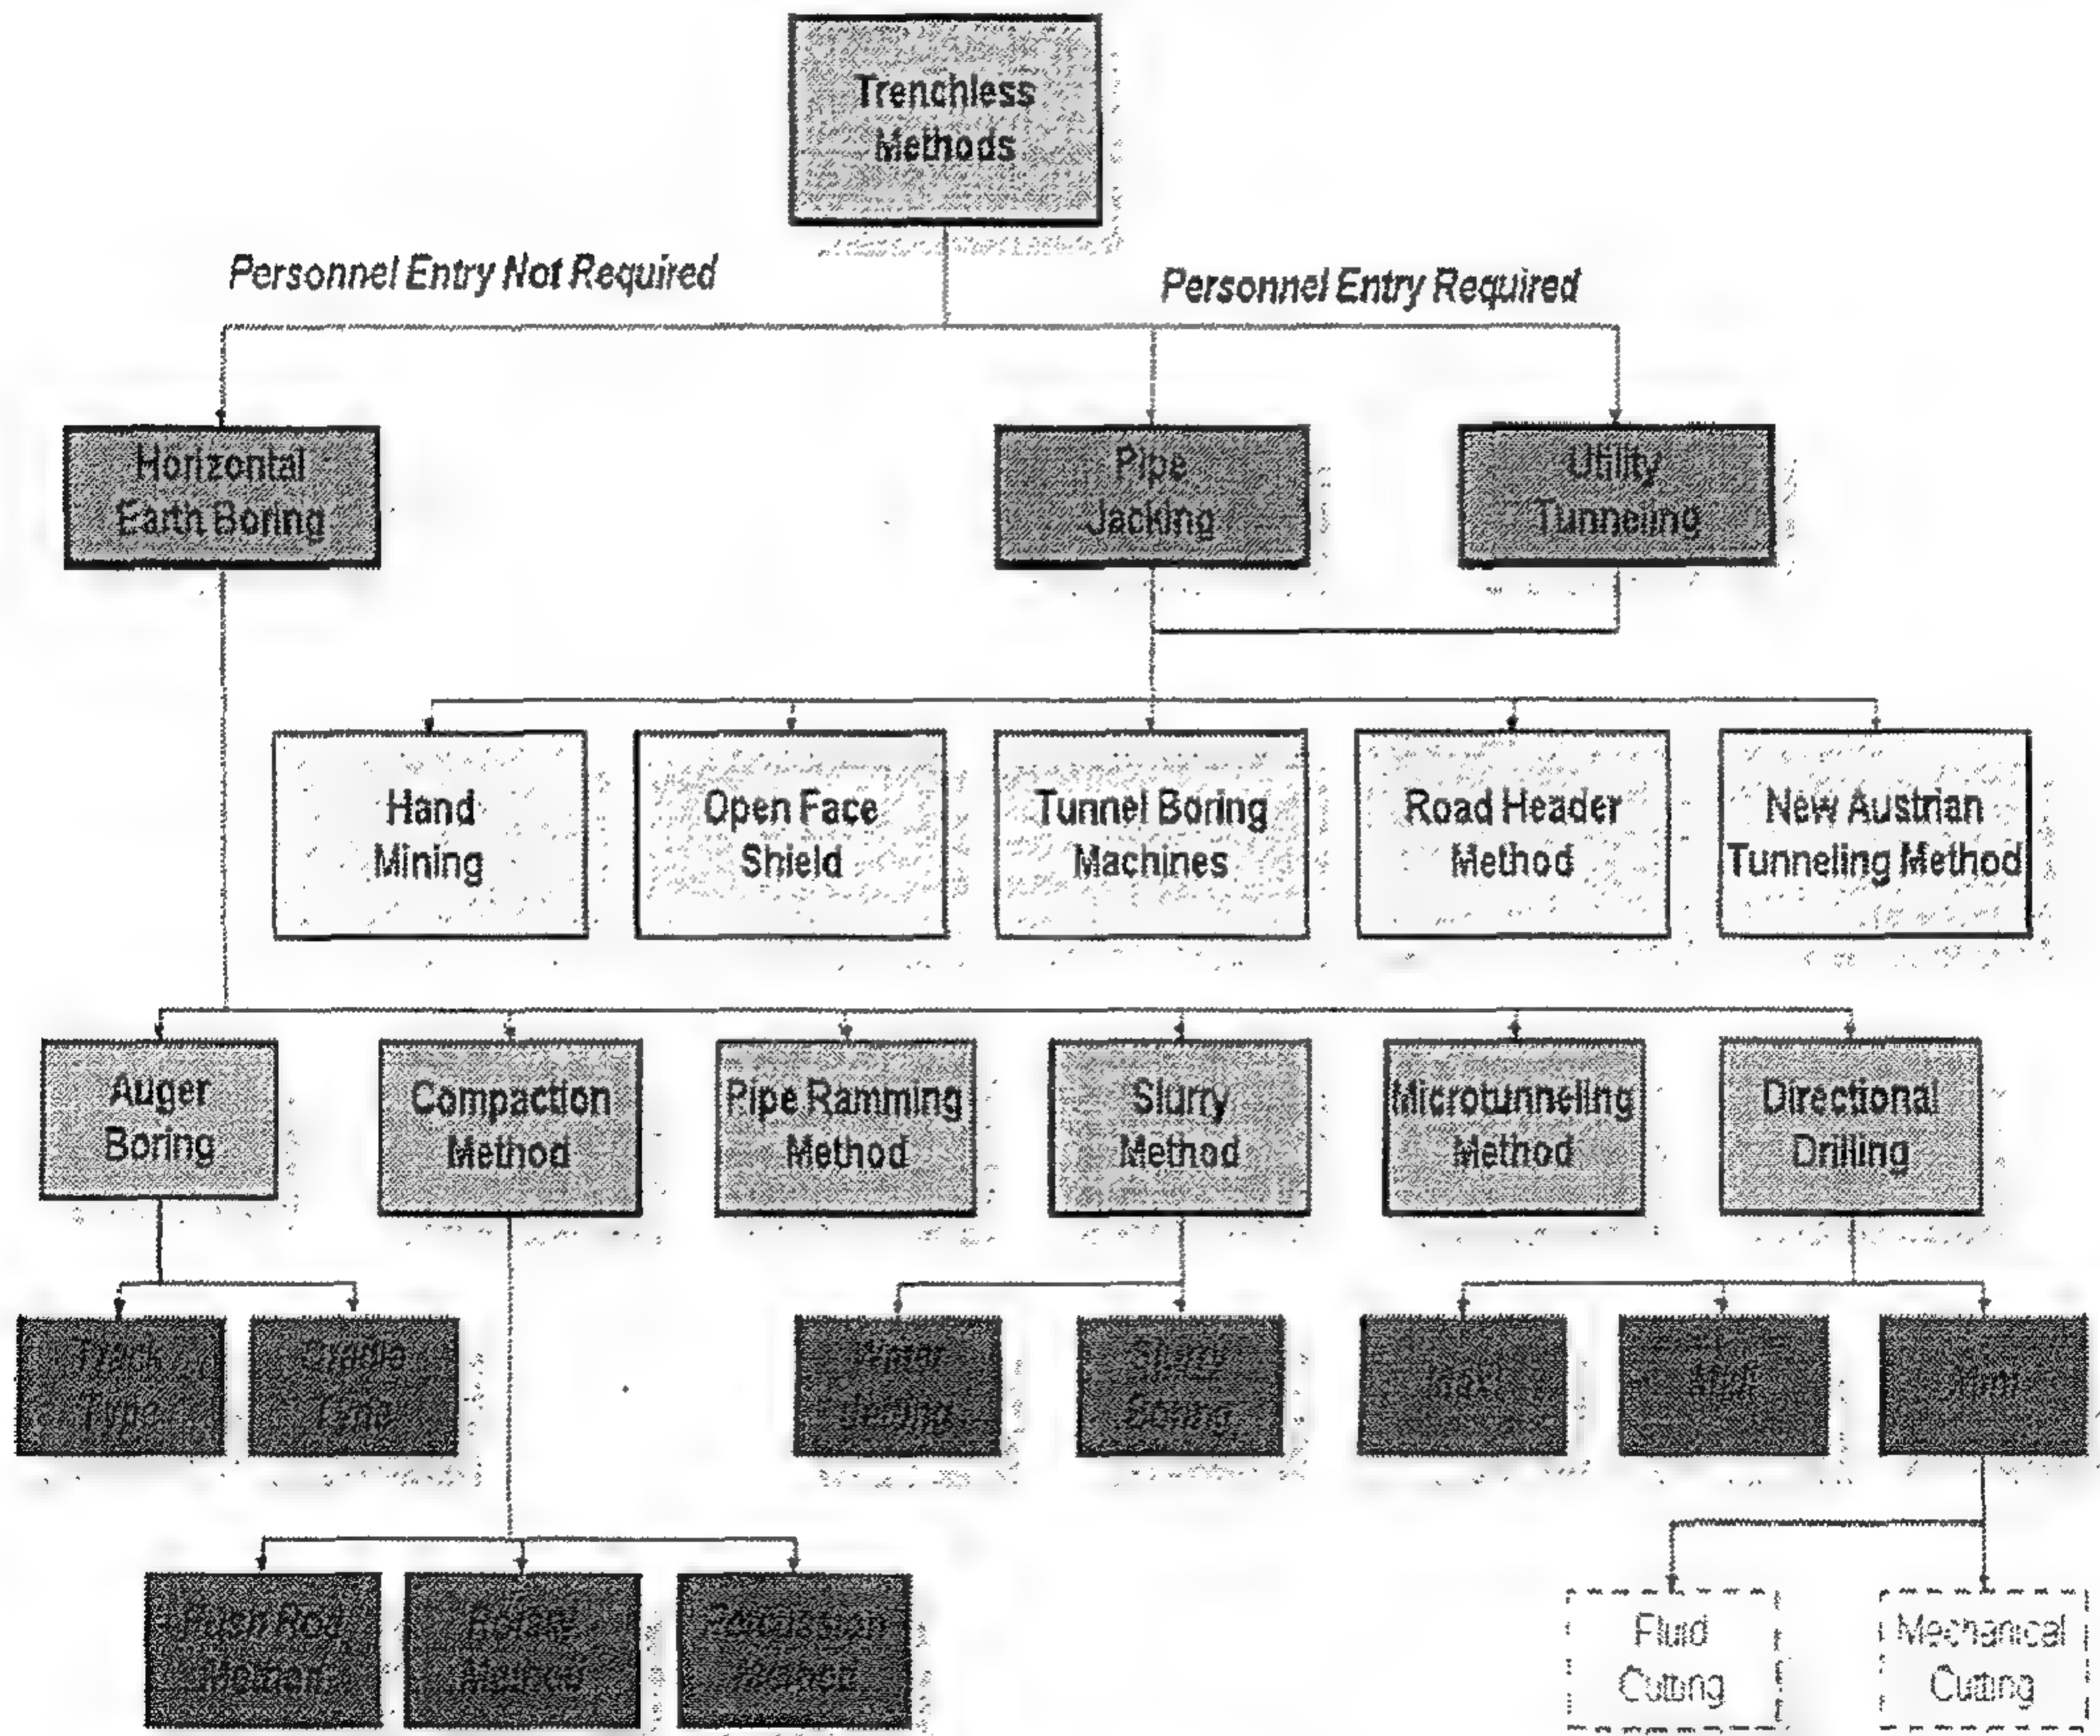 Trenchless
Methods
Personnel Entry Not Required
Personnel Entry Required
Horizontal
Earth Boring
Pipe
Jacking
Utility
Tunneling
Hand
Mining
Open Face
Shield
Tunnel Boring
Machines
Road Header
Method
New Austrian
Tunneling Method
Auger
Boring
Compaction
Method
Pipe Ramming
Method
Slurry
Method
Microtunneling
Method
Directional
Drilling
Track
Type
Cradle
Type
Water
Jetting
Slurry
Boring
Midi
Mini
Push Rod
Method
Rotary
Method
Percussion
Method
Fluid
Cutting
Mechanical
Cutting